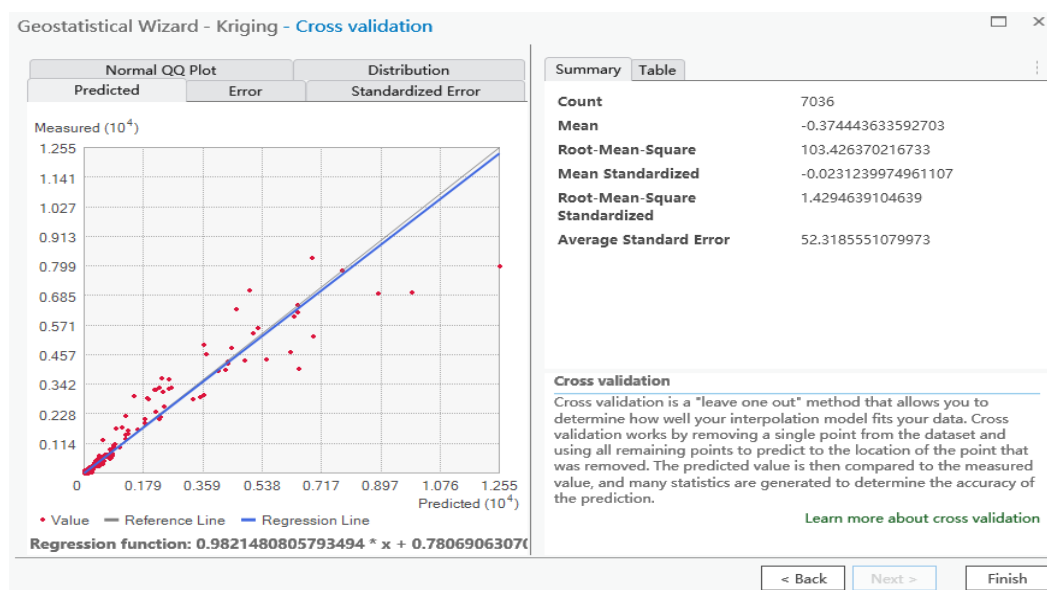 Geostatistical Wizard - Kriging - Cross validation
Normal QQ Plot
Distribution
Predicted
Error
Standardized Error
Measured (10⁴)
1.255
1.141
1.027
0.913
0.799
0.685
0.571
0.457
0.342
0.228
0.114
0
0.179
0.359
0.538
0.717
0.897
1.076
1.255
Predicted (10⁴)
Value
Reference Line
Regression Line
Regression function: 0.9821480805793494 * x + 0.7806906307(
Summary
Table
Count 7036
Mean -0.374443633592703
Root-Mean-Square 103.426370216733
Mean Standardized -0.0231239974961107
Root-Mean-Square 1.4294639104639
Standardized
Average Standard Error 52.3185551079973
Cross validation
Cross validation is a "leave one out" method that allows you to
determine how well your interpolation model fits your data. Cross
validation works by removing a single point from the dataset and
using all remaining points to predict to the location of the point that
was removed. The predicted value is then compared to the measured
value, and many statistics are generated to determine the accuracy of
the prediction.
Learn more about cross validation
< Back
Next >
Finish